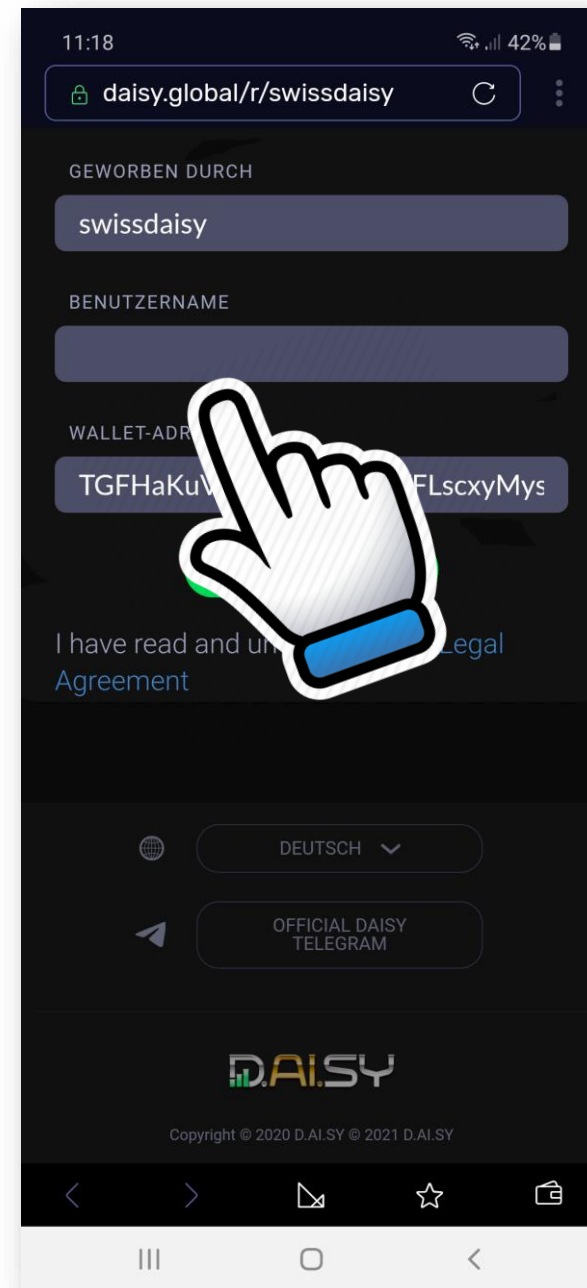 11:18 42%
daisy.global/r/swissdaisy
GEWORBEN DURCH
swissdaisy
BENUTZERNAME
WALLET-ADR
TGFHaKu FLscxyMys
I have read and un Legal
Agreement
DEUTSCH
OFFICIAL DAISY
TELEGRAM
D.AI.SY
Copyright © 2020 D.AI.SY © 2021 D.AI.SY